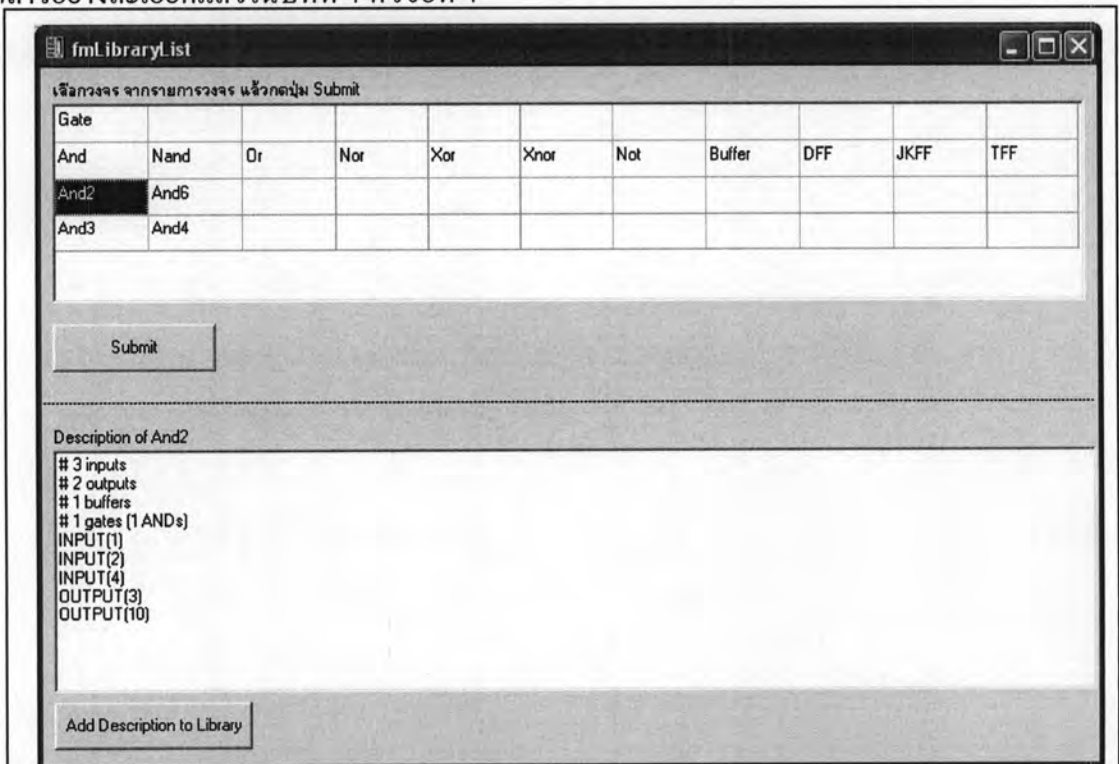 fmLibraryList
เลือกวงจร จากรายการวงจร แล้วกดปุ่ม Submit
Gate
And Nand Or Nor Xor Xnor Not Buffer DFF JKFF TFF
And2 And6
And3 And4
Submit
Description of And2
# 3 inputs
# 2 outputs
# 1 buffers
# 1 gates (1 ANDs)
INPUT(1)
INPUT(2)
INPUT(4)
OUTPUT(3)
OUTPUT(10)
Add Description to Library